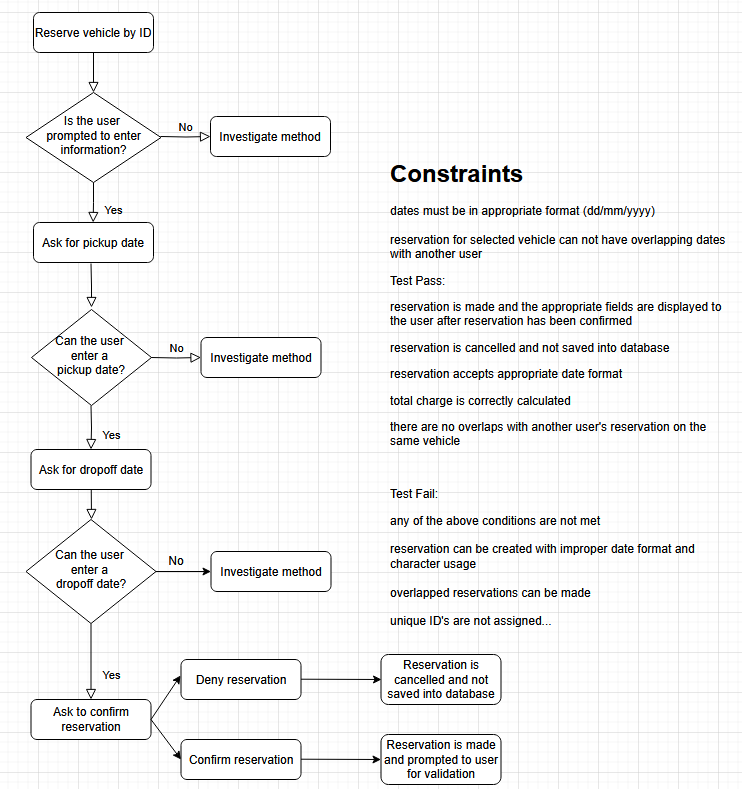 Reserve vehicle by ID
Is the user
prompted to enter
information?
No
Investigate method
Yes
Ask for pickup date
Can the user
enter a
pickup date?
No
Investigate method
Yes
Ask for dropoff date
Can the user
enter a
dropoff date?
No
Investigate method
Yes
Ask to confirm
reservation
Deny reservation
Reservation is
cancelled and not
saved into database
Confirm reservation
Reservation is made
and prompted to user
for validation
Constraints
dates must be in appropriate format (dd/mm/yyyy)
reservation for selected vehicle can not have overlapping dates
with another user
Test Pass:
reservation is made and the appropriate fields are displayed to
the user after reservation has been confirmed
reservation is cancelled and not saved into database
reservation accepts appropriate date format
total charge is correctly calculated
there are no overlaps with another user's reservation on the
same vehicle
Test Fail:
any of the above conditions are not met
reservation can be created with improper date format and
character usage
overlapped reservations can be made
unique ID's are not assigned...